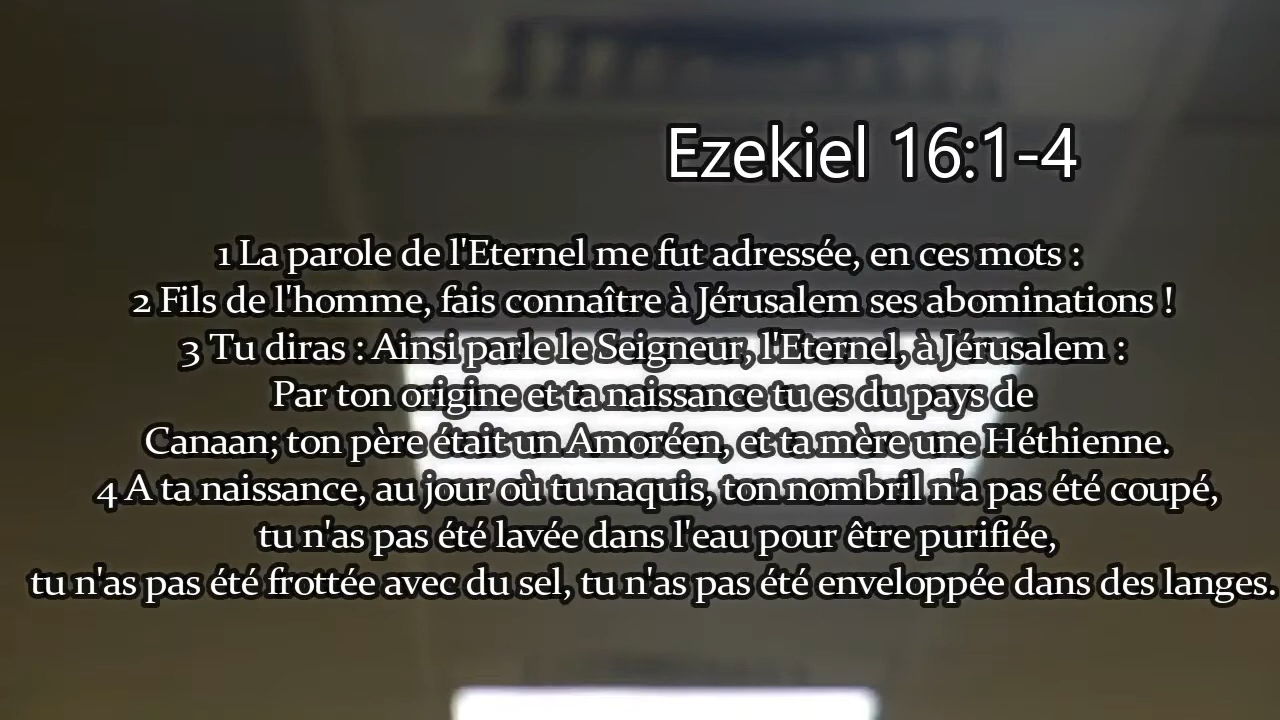 Ezekiel 16:1-4
1 La parole de l'Eternel me fut adressée, en ces mots :
2 Fils de l'homme, fais connaître à Jérusalem ses abominations !
3 Tu diras : Ainsi parle le Seigneur, l'Eternel, à Jérusalem :
Par ton origine et ta naissance tu es du pays de
Canaan; ton père était un Amoréen, et ta mère une Héthienne.
4 A ta naissance, au jour où tu naquis, ton nombril n'a pas été coupé,
tu n'as pas été lavée dans l'eau pour être purifiée,
tu n'as pas été frottée avec du sel, tu n'as pas été enveloppée dans des langes.